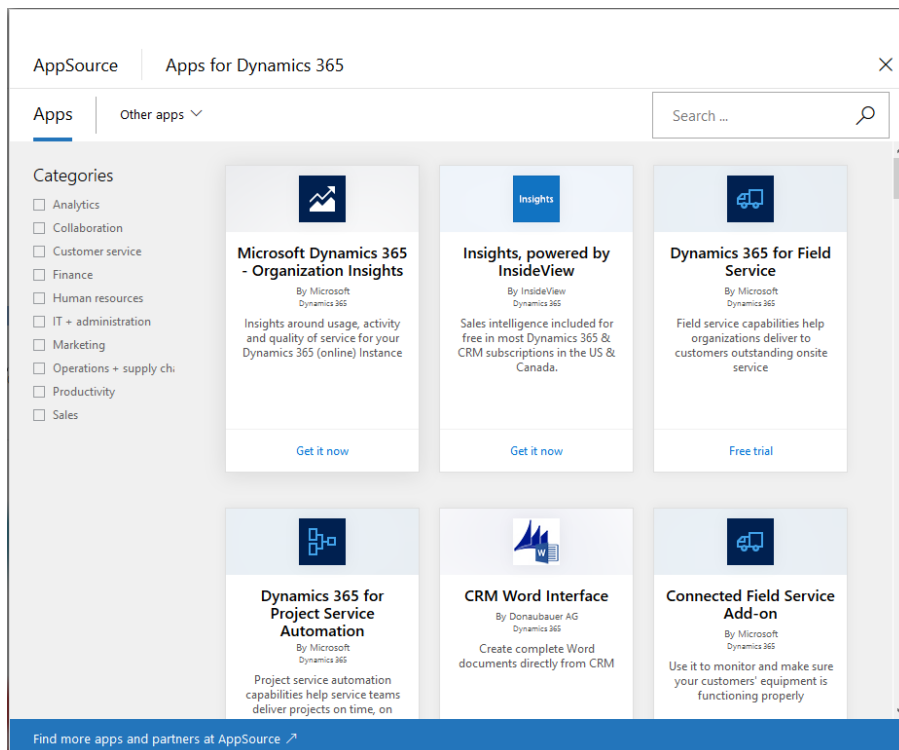 AppSource
Apps for Dynamics 365
Apps
Other apps
Search ...
Categories
Analytics
Collaboration
Customer service
Finance
Human resources
IT + administration
Marketing
Operations + supply cha
Productivity
Sales
Microsoft Dynamics 365
- Organization Insights
By Microsoft
Dynamics 365
Insights around usage, activity
and quality of service for your
Dynamics 365 (online) Instance
Get it now
Insights
Insights, powered by
InsideView
By InsideView
Dynamics 365
Sales intelligence included for
free in most Dynamics 365 &
CRM subscriptions in the US &
Canada.
Get it now
Dynamics 365 for Field
Service
By Microsoft
Dynamics 365
Field service capabilities help
organizations deliver to
customers outstanding onsite
service
Free trial
Dynamics 365 for
Project Service
Automation
By Microsoft
Dynamics 365
Project service automation
capabilities help service teams
deliver projects on time, on
W
CRM Word Interface
By Donaubauer AG
Dynamics 365
Create complete Word
documents directly from CRM
Connected Field Service
Add-on
By Microsoft
Dynamics 365
Use it to monitor and make sure
your customers' equipment is
functioning properly
Find more apps and partners at AppSource